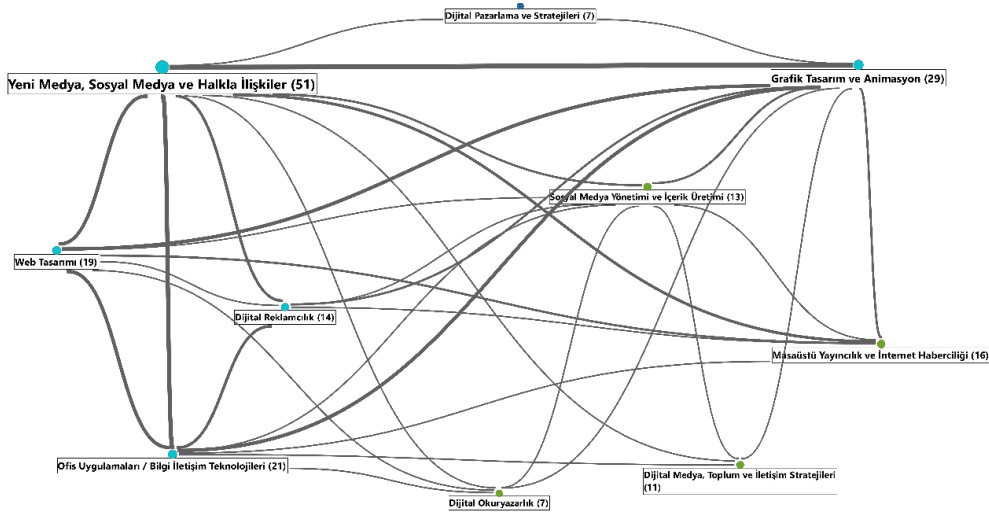 Dijital Pazarlama ve Stratejileri (7)
Yeni Medya, Sosyal Medya ve Halkla İlişkiler (51)
Grafik Tasarım ve Animasyon (29)
Sosyal Medya Yönetimi ve İçerik Üretimi (13)
Web Tasarımı (19)
Dijital Reklamcılık (14)
Masaüstü Yayıncılık ve İnternet Haberciliği (16)
Ofis Uygulamaları / Bilgi İletişim Teknolojileri (21)
Dijital Medya, Toplum ve İletişim Stratejileri
(11)
Dijital Okuryazarlık (7)